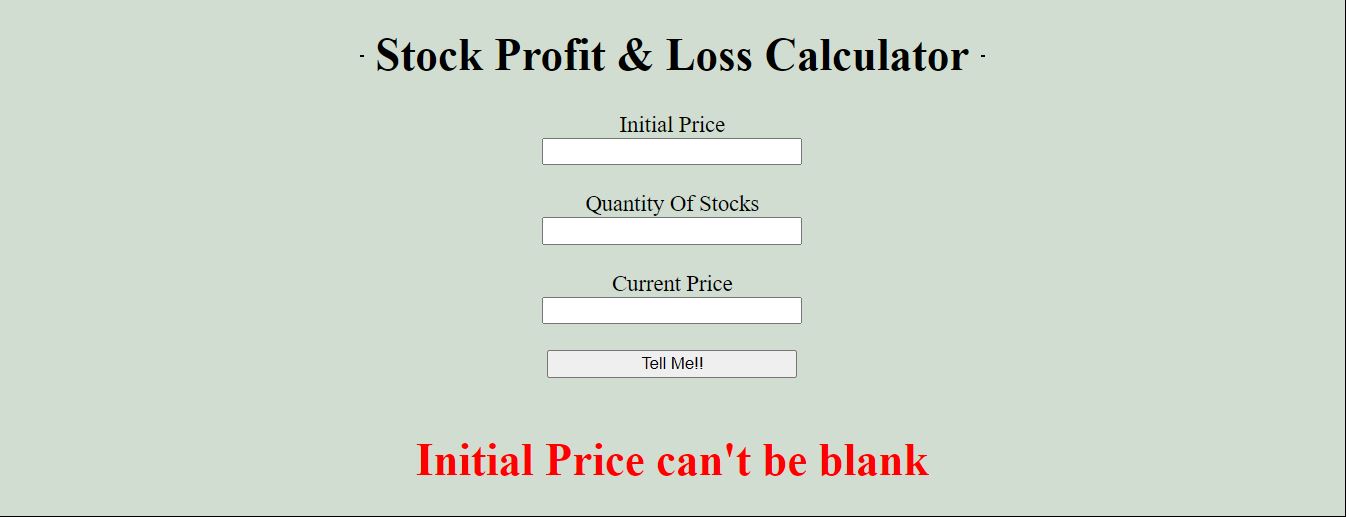 - Stock Profit & Loss Calculator -
Initial Price
Quantity Of Stocks
Current Price
Tell Me!!
Initial Price can't be blank